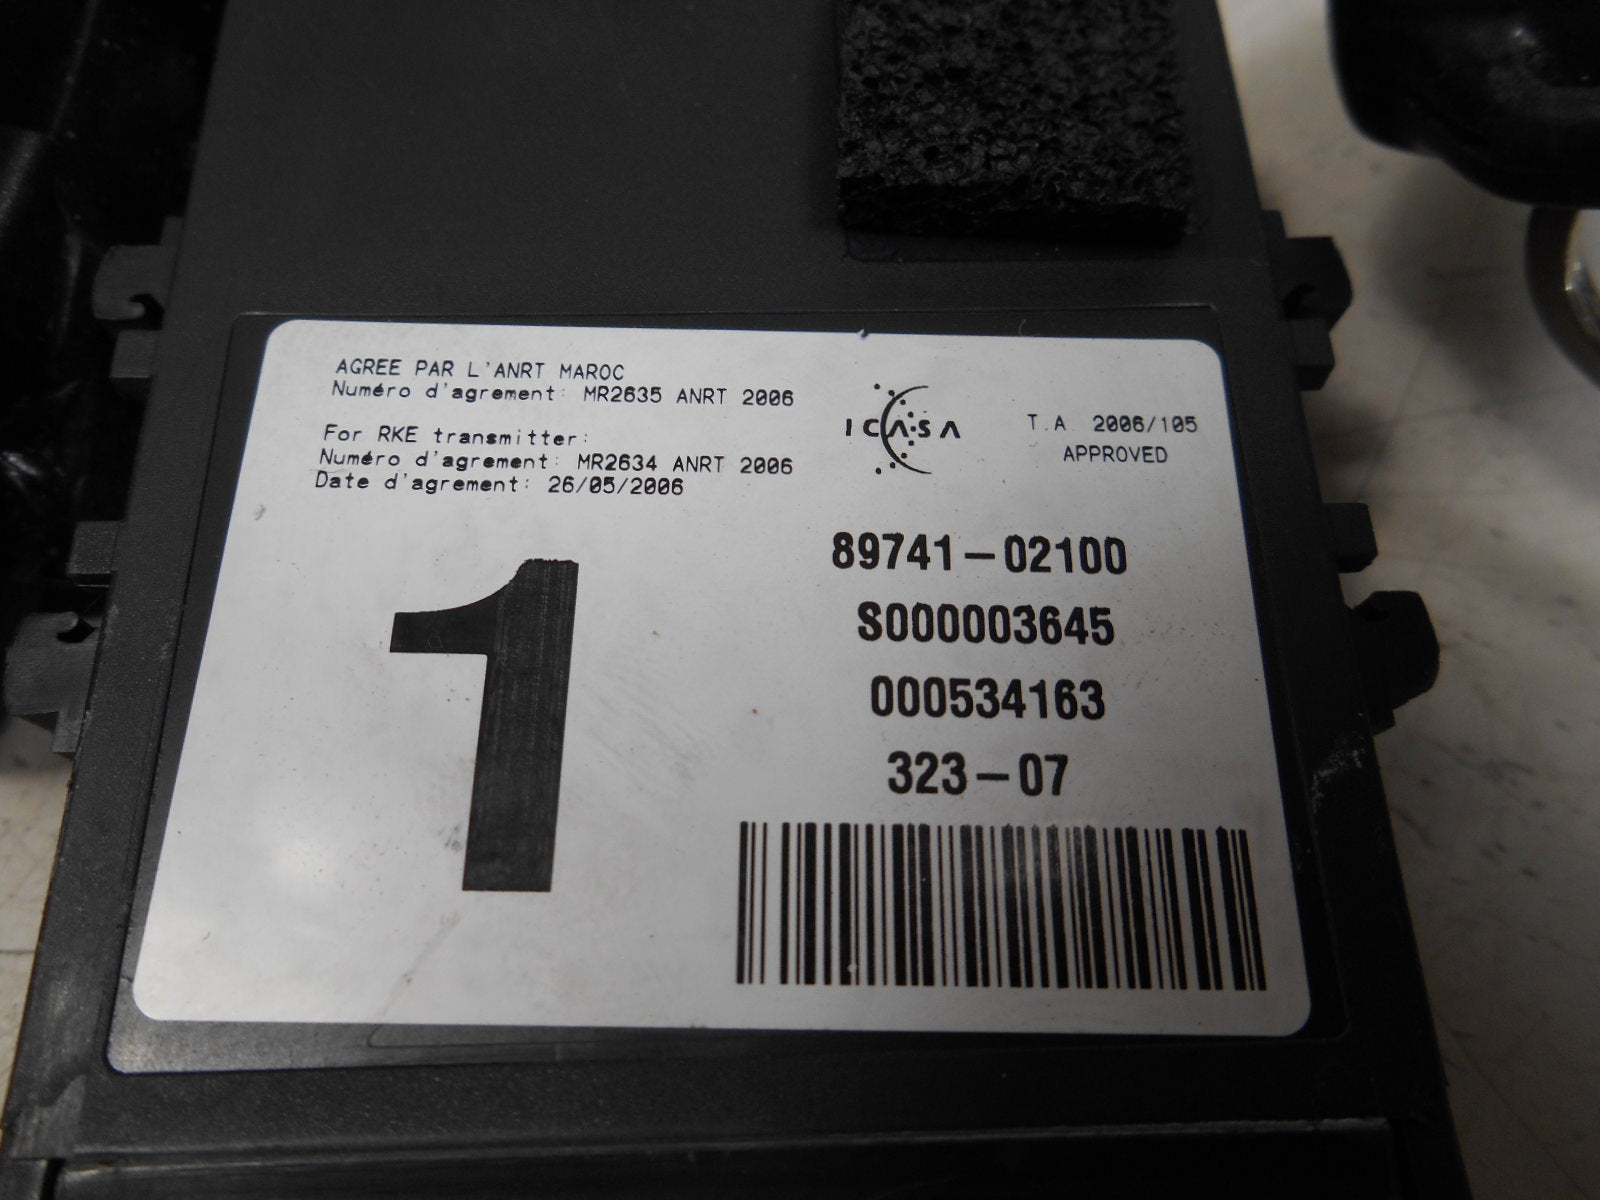 AGREE PAR L'ANRT MAROC
Numéro d'agrement: MR2635 ANRT 2006
For RKE transmitter:
Numéro d'agrement: MR2634 ANRT 2006
Date d'agrement: 26/05/2006
ICASA
T.A 2006/105
APPROVED
1
89741-02100
S000003645
000534163
323-07